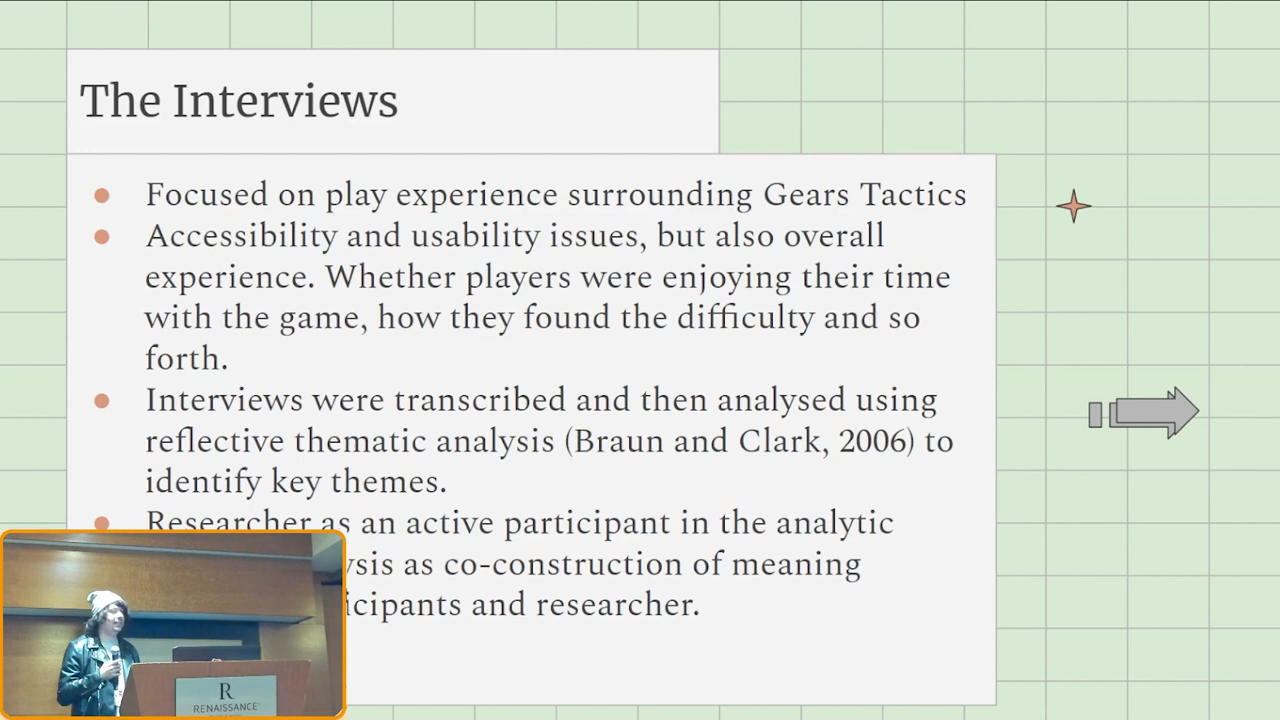 The Interviews
Focused on play experience surrounding Gears Tactics
Accessibility and usability issues, but also overall
experience. Whether players were enjoying their time
with the game, how they found the difficulty and so
forth.
Interviews were transcribed and then analysed using
reflective thematic analysis (Braun and Clark, 2006) to
identify key themes.
Researcher as an active participant in the analytic
as co-construction of meaning
and researcher.
R
RENAISSANCE